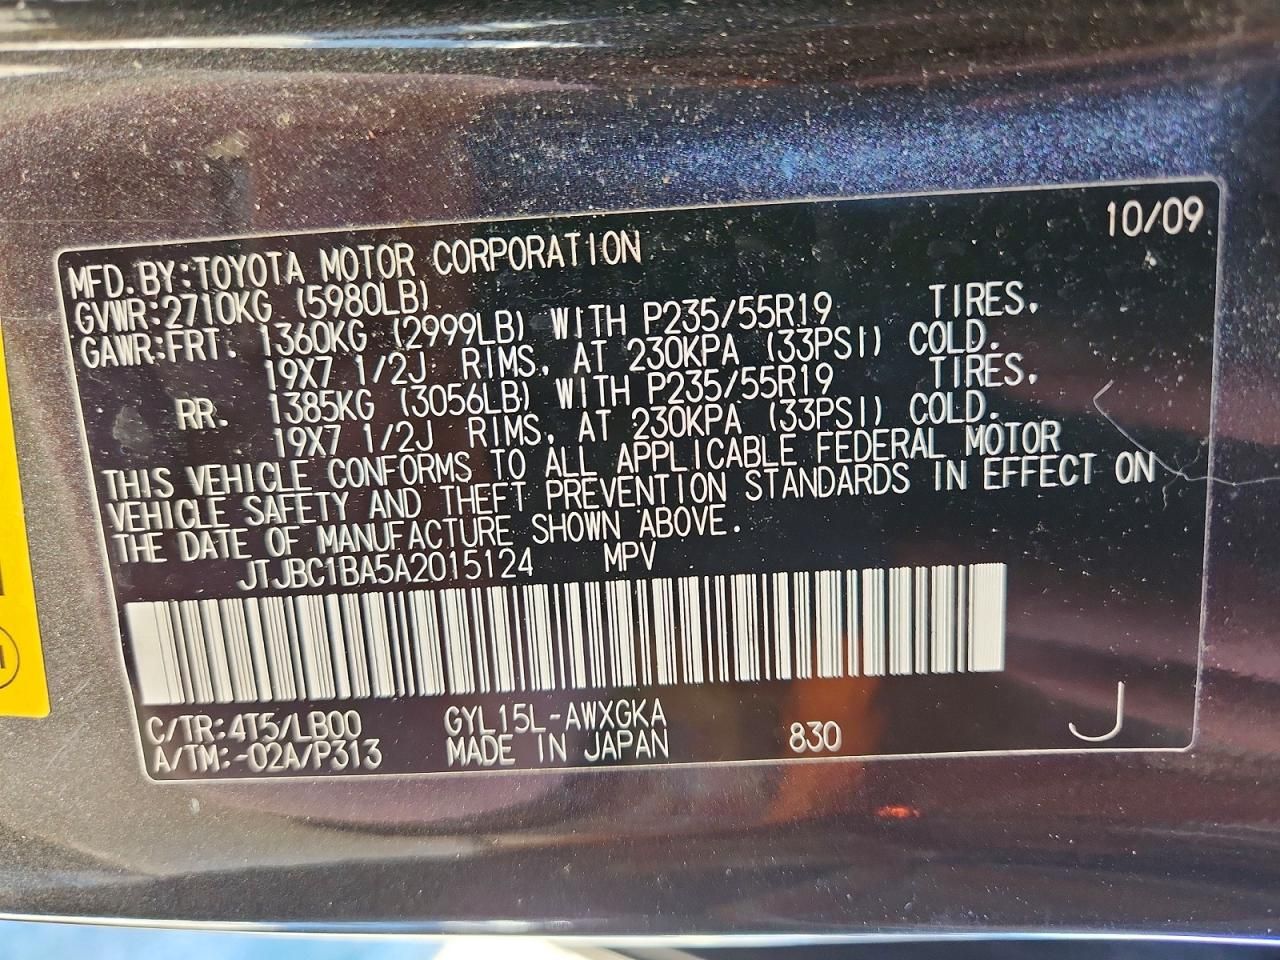 10/09
MFD.BY:TOYOTA MOTOR CORPORATION
GVWR:2710KG (5980LB)
GAWR:FRT. 1360KG (2999LB) WITH P235/55R19 TIRES,
19X7 1/2J RIMS, AT 230KPA (33PSI) COLD.
RR. 1385KG (3056LB) WITH P235/55R19 TIRES,
19X7 1/2J RIMS, AT 230KPA (33PSI) COLD.
THIS VEHICLE CONFORMS TO ALL APPLICABLE FEDERAL MOTOR
VEHICLE SAFETY AND THEFT PREVENTION STANDARDS IN EFFECT ON
THE DATE OF MANUFACTURE SHOWN ABOVE.
JTJBC1BA5A2015124 MPV
C/TR:4T5/LB00 GYL15L-AWXGKA
A/TM:-02A/P313 MADE IN JAPAN 830 J